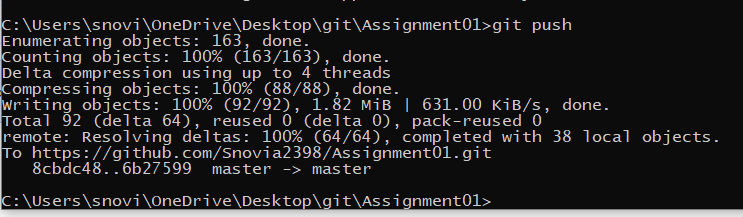 C:\Users\snovi\OneDrive\Desktop\git\Assignment01>git push
Enumerating objects: 163, done.
Counting objects: 100% (163/163), done.
Delta compression using up to 4 threads
Compressing objects: 100% (88/88), done.
Writing objects: 100% (92/92), 1.82 MiB | 631.00 KiB/s, done.
Total 92 (delta 64), reused 0 (delta 0), pack-reused 0
remote: Resolving deltas: 100% (64/64), completed with 38 local objects.
To https://github.com/Snovia2398/Assignment01.git
   8cbdc48..6b27599  master -> master
C:\Users\snovi\OneDrive\Desktop\git\Assignment01>